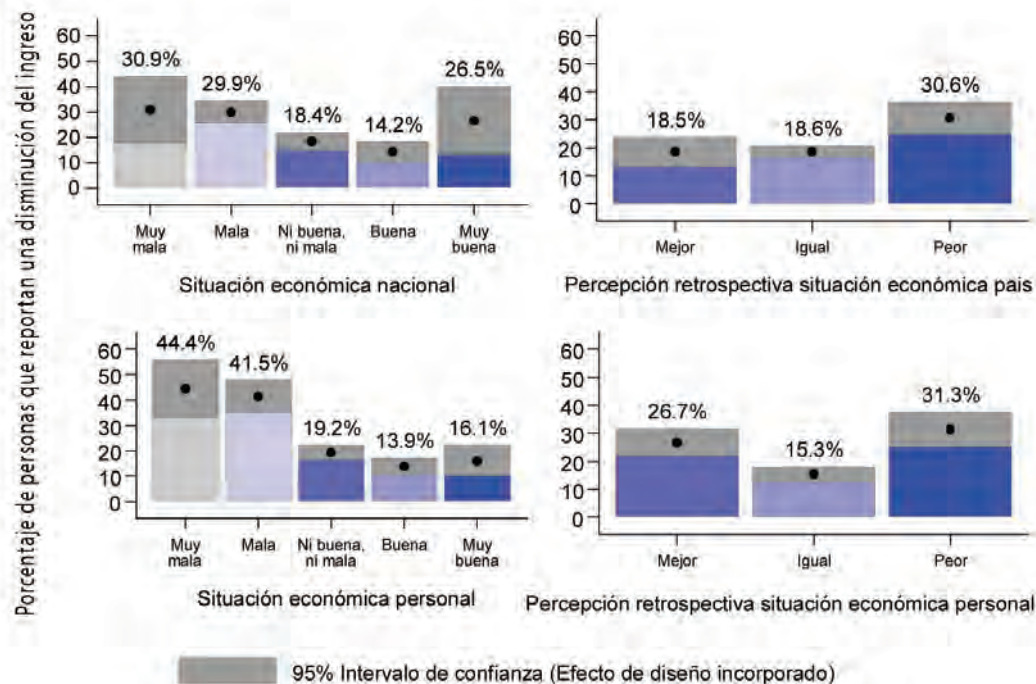 Porcentaje de personas que reportan una disminución del ingreso
60
50
40
30
20
10
0
30.9%
29.9%
18.4%
14.2%
26.5%
Muy mala
Mala
Ni buena, ni mala
Buena
Muy buena
Situación económica nacional
60
50
40
30
20
10
0
18.5%
18.6%
30.6%
Mejor
Igual
Peor
Percepción retrospectiva situación económica pais
60
50
40
30
20
10
0
44.4%
41.5%
19.2%
13.9%
16.1%
Muy mala
Mala
Ni buena, ni mala
Buena
Muy buena
Situación económica personal
60
50
40
30
20
10
0
26.7%
15.3%
31.3%
Mejor
Igual
Peor
Percepción retrospectiva situación económica personal
95% Intervalo de confianza (Efecto de diseño incorporado)